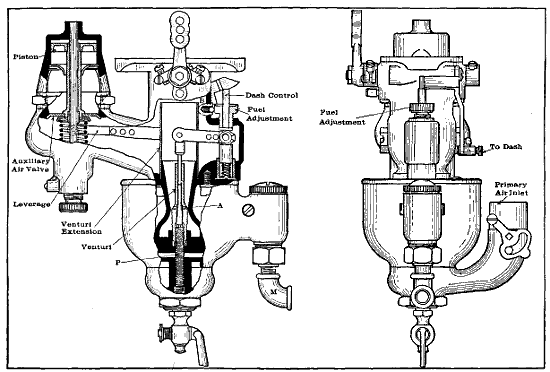 Piston
Dash Control
Fuel
Adjustment
Auxiliary
Air Valve
Leverage
Venturi
Extension
Venturi
A
P
M
Fuel
Adjustment
To Dash
Primary
Air Inlet